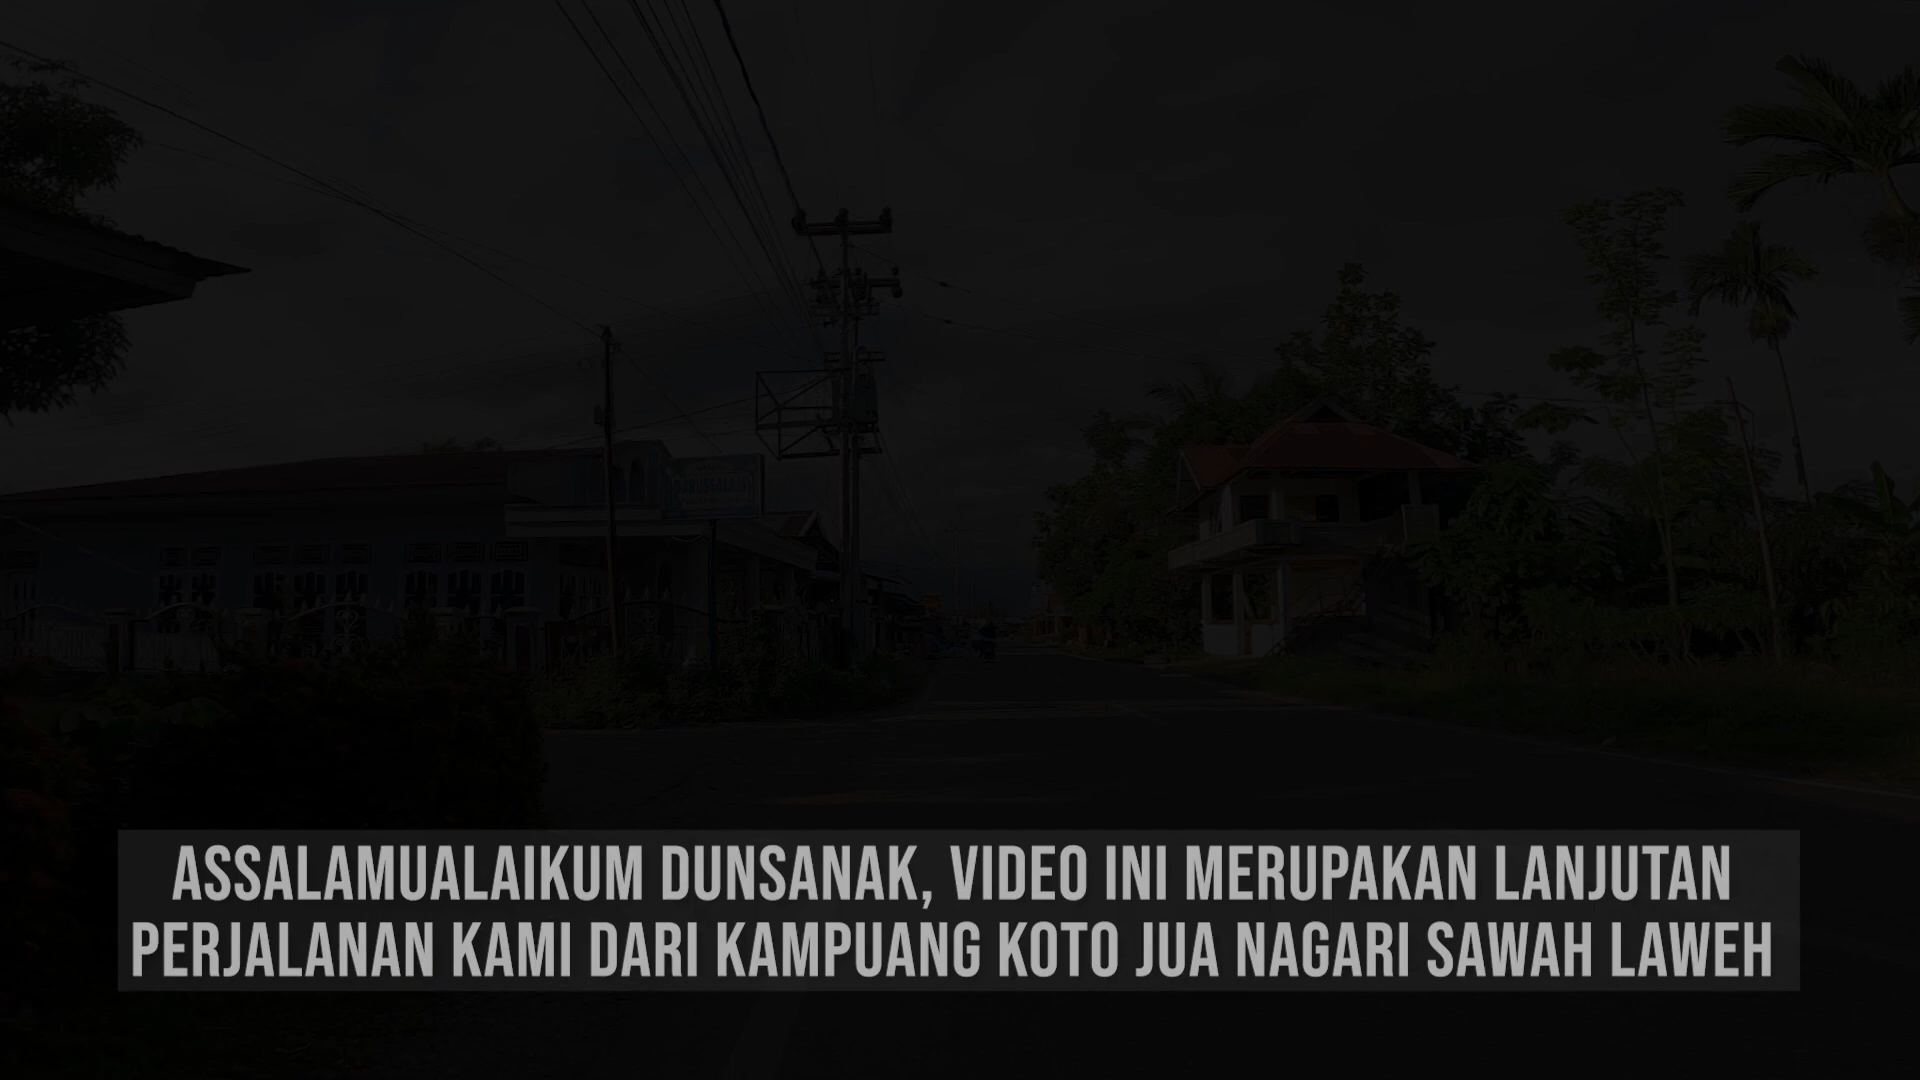 ASSALAMUALAIKUM DUNSANAK, VIDEO INI MERUPAKAN LANJUTAN
PERJALANAN KAMI DARI KAMPUANG KOTO JUA NAGARI SAWAH LAWEH